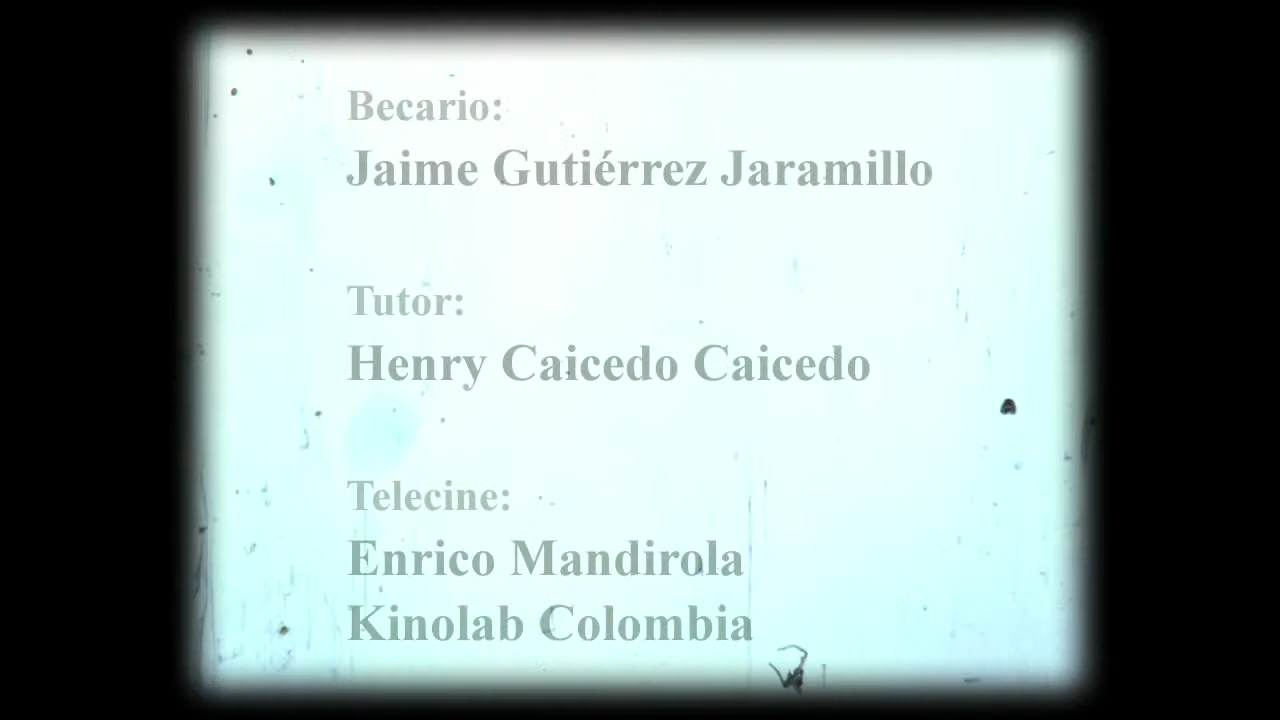 Becario:
Jaime Gutiérrez Jaramillo
Tutor:
Henry Caicedo Caicedo
Telecine:
Enrico Mandirola
Kinolab Colombia